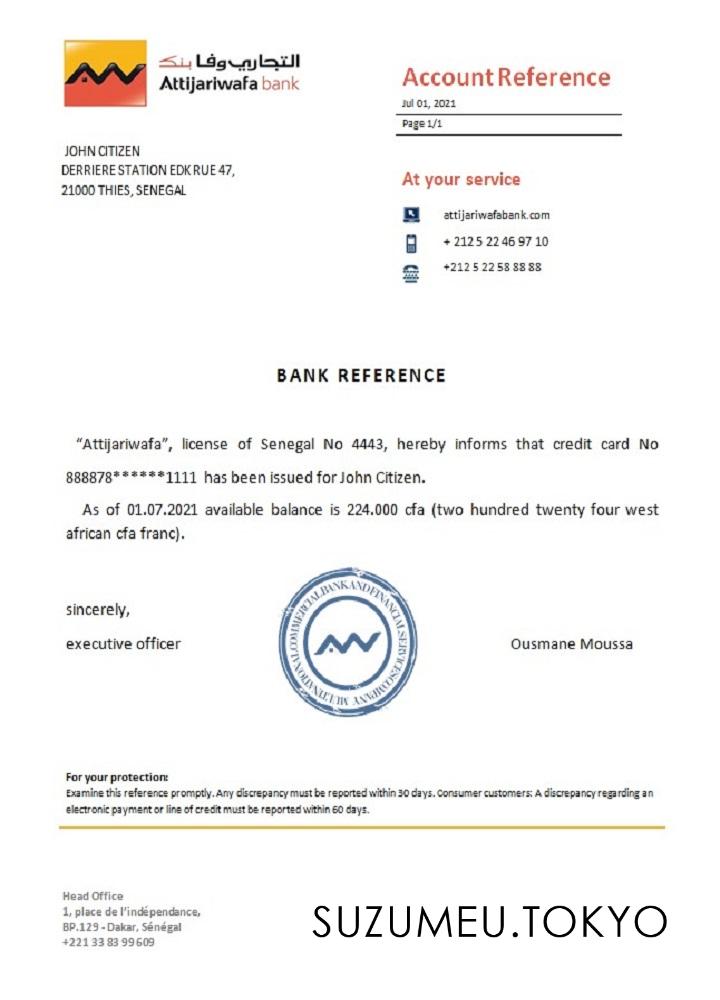 التجاري وفا بنك
Attijariwafa bank
Account Reference
Jul 01, 2021
Page 1/1
JOHN CITIZEN
DERRIERE STATION EDK RUE 47,
21000 THIES, SENEGAL
At your service
attijariwafabank.com
+ 212 5 22 46 97 10
+212 5 22 58 88 88
BANK REFERENCE
“Attijariwafa”, license of Senegal No 4443, hereby informs that credit card No
888878******1111 has been issued for John Citizen.
As of 01.07.2021 available balance is 224.000 cfa (two hundred twenty four west
african cfa franc).
sincerely,
executive officer
Ousmane Moussa
For your protection:
Examine this reference promptly. Any discrepancy must be reported within 30 days. Consumer customers: A discrepancy regarding an
electronic payment or line of credit must be reported within 60 days.
Head Office
1, place de l'indépendance,
BP.129 - Dakar, Sénégal
+221 33 83 99609
SUZUMEU.TOKYO